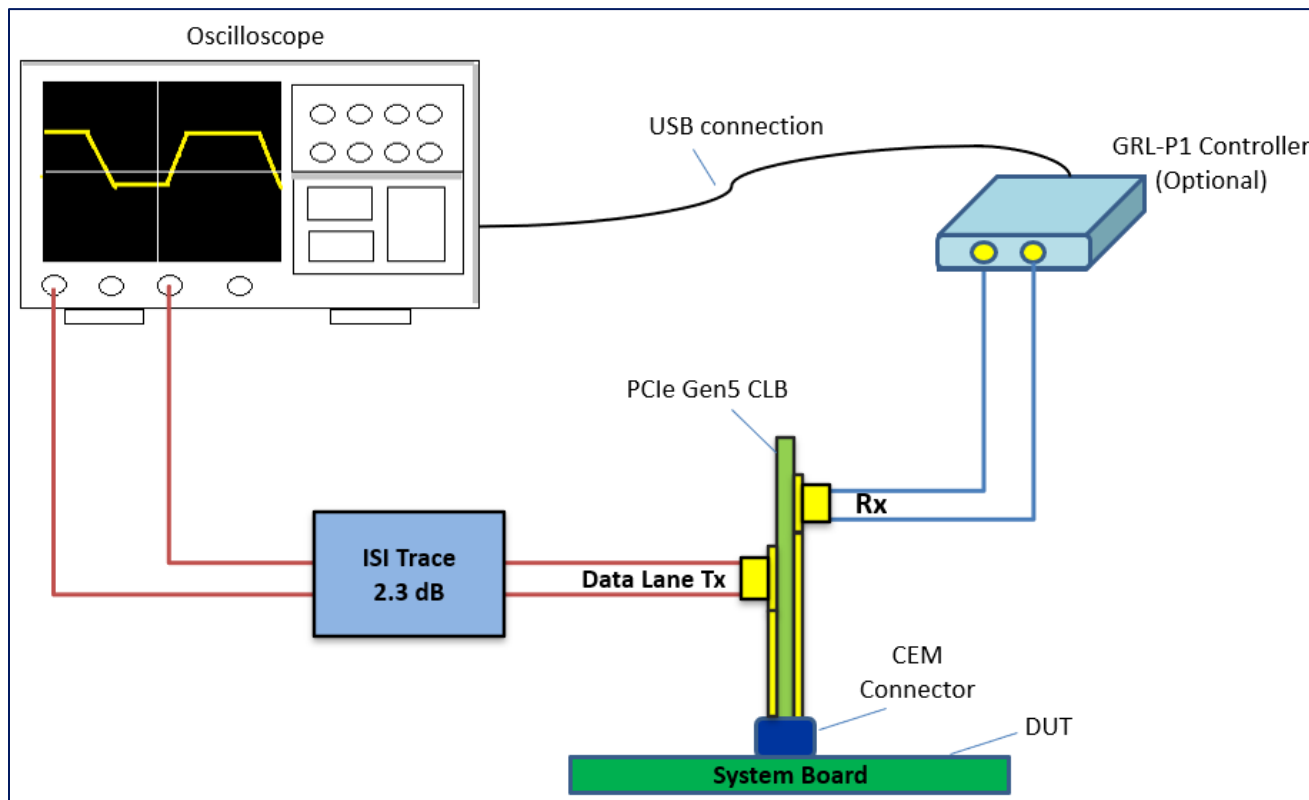 Oscilloscope
USB connection
GRL-P1 Controller
(Optional)
PCIe Gen5 CLB
Rx
ISI Trace
2.3 dB
Data Lane Tx
CEM
Connector
DUT
System Board